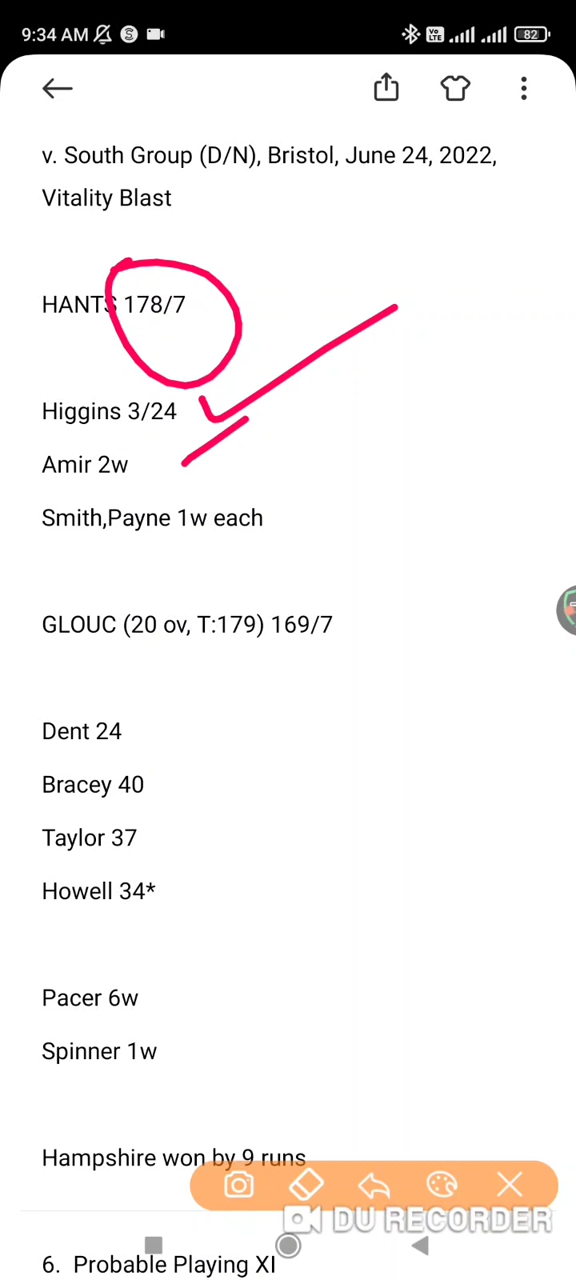 9:34 AM
Vo LTE
82
v. South Group (D/N), Bristol, June 24, 2022,
Vitality Blast
HANTS 178/7
Higgins 3/24
Amir 2w
Smith,Payne 1w each
GLOUC (20 ov, T:179) 169/7
Dent 24
Bracey 40
Taylor 37
Howell 34*
Pacer 6w
Spinner 1w
Hampshire won by 9 runs
DU RECORDER
6. Probable Playing XI